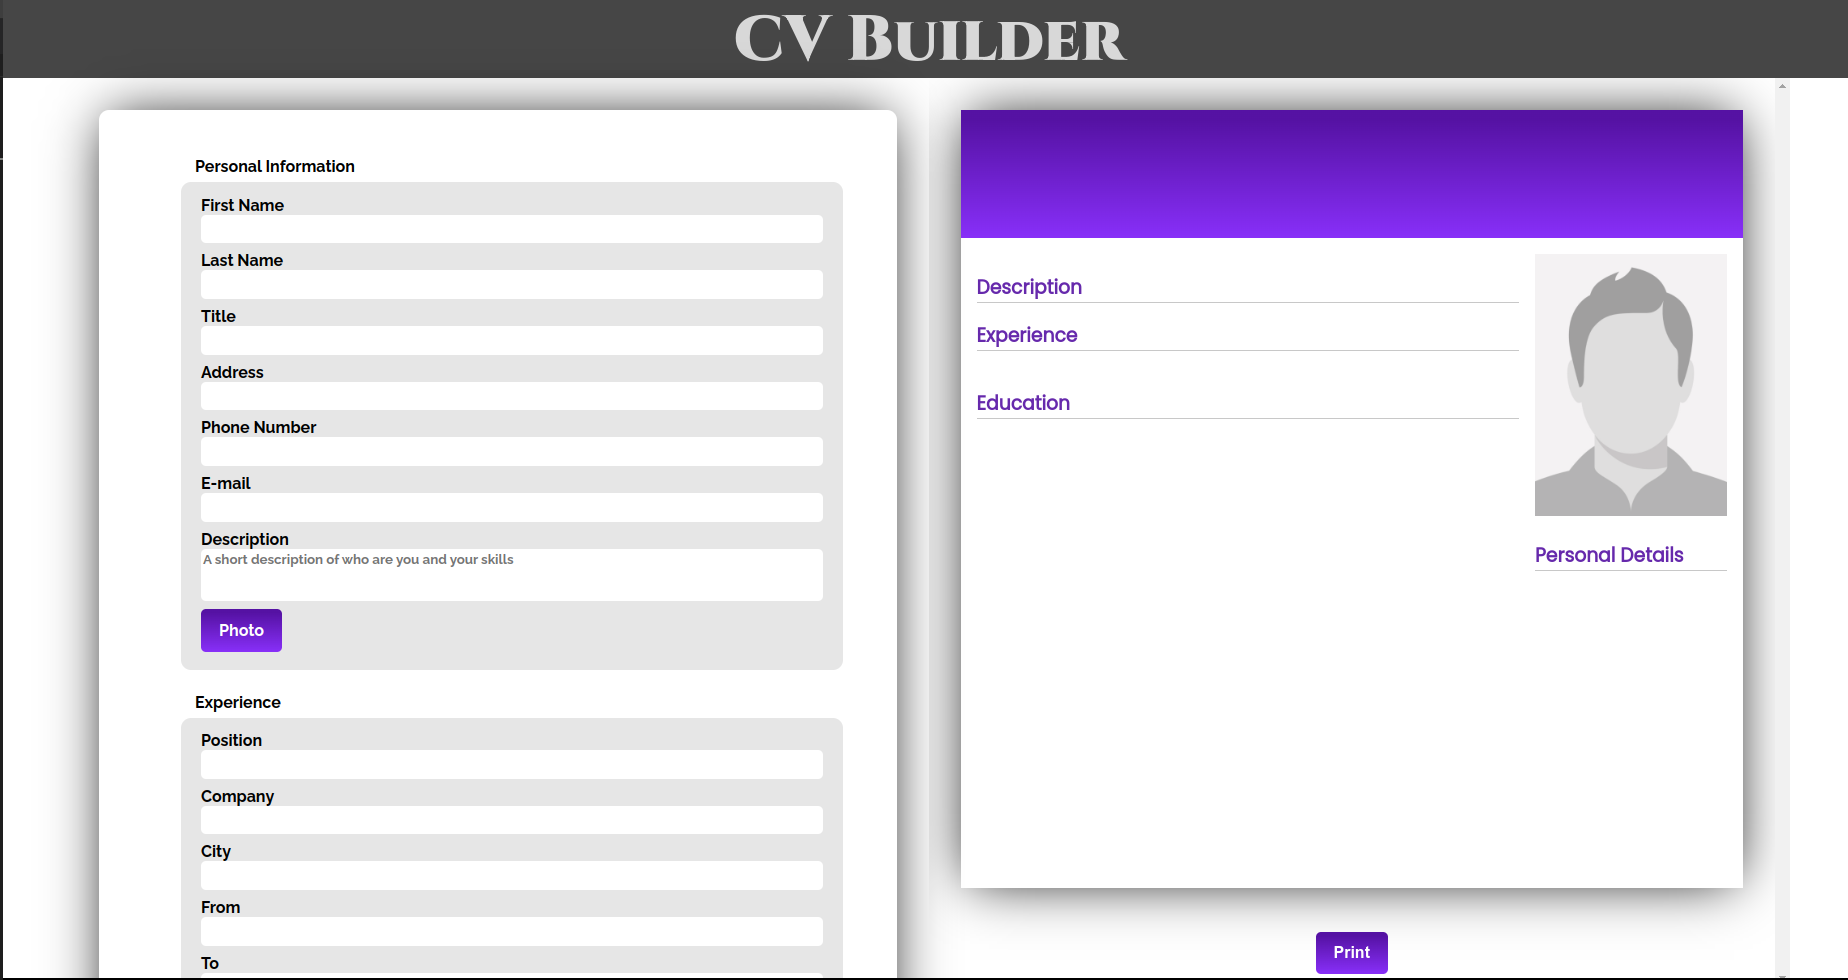 CV Builder
Personal Information
First Name
Last Name
Title
Address
Phone Number
E-mail
Description
A short description of who are you and your skills
Photo
Experience
Position
Company
City
From
To
Description
Experience
Education
Personal Details
Print